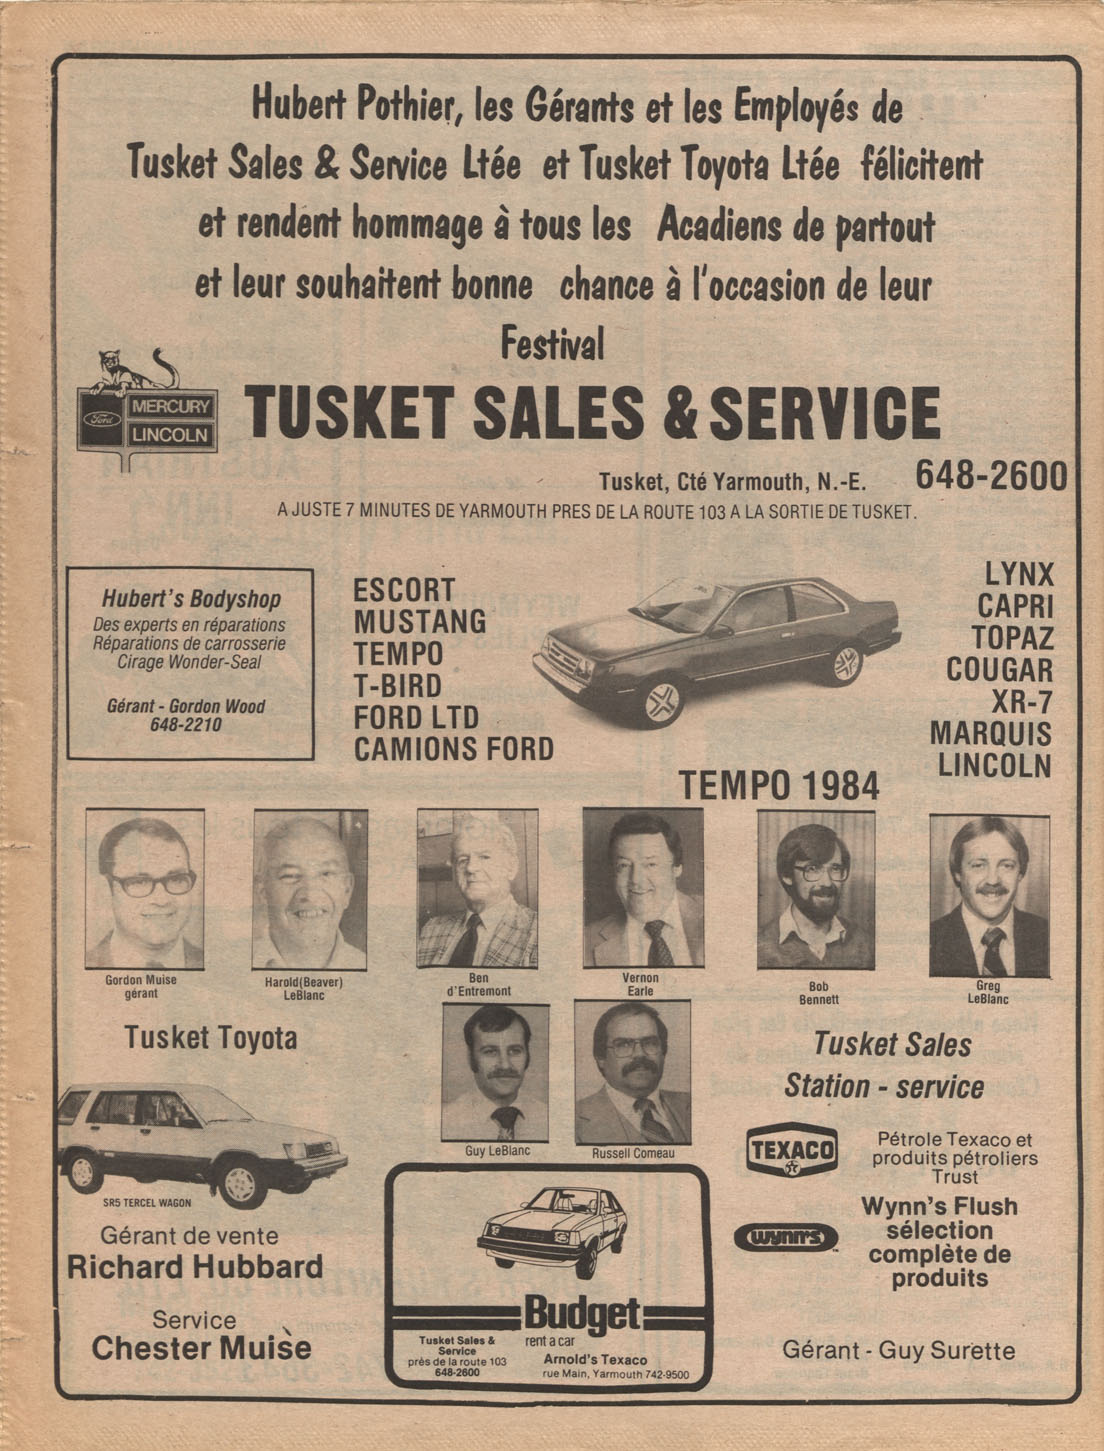 Hubert Pothier, les Gérants et les Employés de
Tusket Sales & Service Ltée et Tusket Toyota Ltée félicitent
et rendent hommage à tous les Acadiens de partout
et leur souhaitent bonne chance à l'occasion de leur
Festival
Ford
MERCURY
LINCOLN
TUSKET SALES & SERVICE
Tusket, Cté Yarmouth, N.-E. 648-2600
A JUSTE 7 MINUTES DE YARMOUTH PRES DE LA ROUTE 103 A LA SORTIE DE TUSKET.
Hubert's Bodyshop
Des experts en réparations
Réparations de carrosserie
Cirage Wonder-Seal
Gérant - Gordon Wood
648-2210
ESCORT
MUSTANG
TEMPO
T-BIRD
FORD LTD
CAMIONS FORD
LYNX
CAPRI
TOPAZ
COUGAR
XR-7
MARQUIS
LINCOLN
TEMPO 1984
Gordon Muise
gérant
Harold(Beaver)
LeBlanc
Ben
d'Entremont
Vernon
Earle
Bob
Bennett
Greg
LeBlanc
Guy LeBlanc
Russell Comeau
Tusket Toyota
SR5 TERCEL WAGON
Gérant de vente
Richard Hubbard
Service
Chester Muise
Budget
rent a car
Tusket Sales &
Service
près de la route 103
648-2600
Arnold's Texaco
rue Main, Yarmouth 742-9500
Tusket Sales
Station - service
TEXACO
Pétrole Texaco et
produits pétroliers
Trust
WYNN'S
TM
Wynn's Flush
sélection
complète de
produits
Gérant - Guy Surette